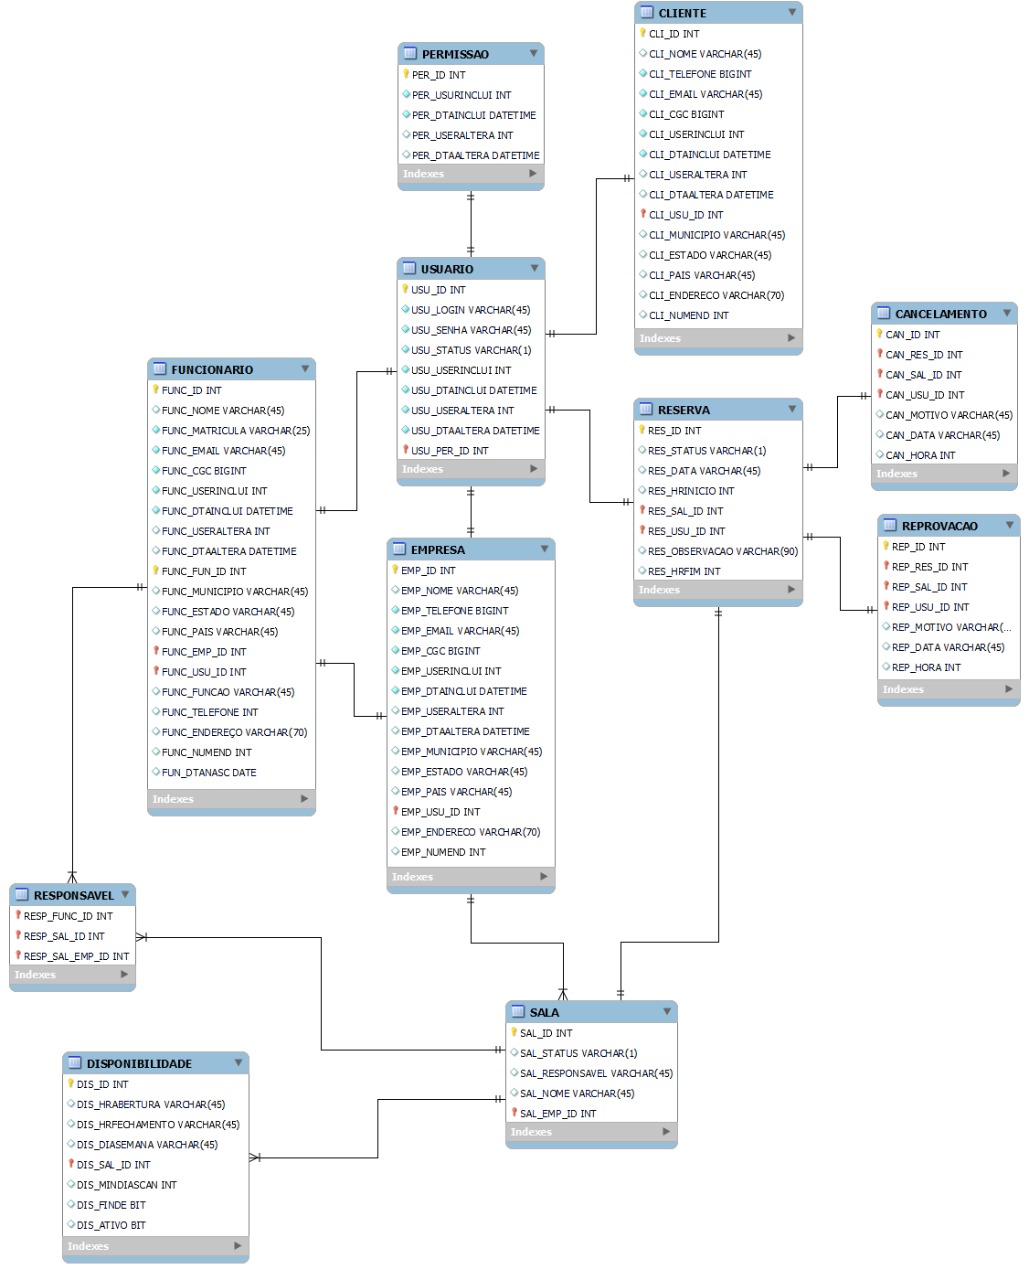 CLIENTE
CLI_ID INT
CLI_NOME VARCHAR(45)
CLI_TELEFONE BIGINT
CLI_EMAIL VARCHAR(45)
CLI_CGC BIGINT
CLI_USERINCLUI INT
CLI_DTAINCLUI DATETIME
CLI_USERALTERA INT
CLI_DTAALTERA DATETIME
CLI_USU_ID INT
CLI_MUNICIPIO VARCHAR(45)
CLI_ESTADO VARCHAR(45)
CLI_PAIS VARCHAR(45)
CLI_ENDERECO VARCHAR(70)
CLI_NUMEND INT
Indexes
PERMISSAO
PER_ID INT
PER_USURINCLUI INT
PER_DTAINCLUI DATETIME
PER_USERALTERA INT
PER_DTAALTERA DATETIME
Indexes
USUARIO
USU_ID INT
USU_LOGIN VARCHAR(45)
USU_SENHA VARCHAR(45)
USU_STATUS VARCHAR(1)
USU_USERINCLUI INT
USU_DTAINCLUI DATETIME
USU_USERALTERA INT
USU_DTAALTERA DATETIME
USU_PER_ID INT
Indexes
CANCELAMENTO
CAN_ID INT
CAN_RES_ID INT
CAN_SAL_ID INT
CAN_USU_ID INT
CAN_MOTIVO VARCHAR(45)
CAN_DATA VARCHAR(45)
CAN_HORA INT
Indexes
FUNCIONARIO
FUNC_ID INT
FUNC_NOME VARCHAR(45)
FUNC_MATRICULA VARCHAR(25)
FUNC_EMAIL VARCHAR(45)
FUNC_CGC BIGINT
FUNC_USERINCLUI INT
FUNC_DTAINCLUI DATETIME
FUNC_USERALTERA INT
FUNC_DTAALTERA DATETIME
FUNC_FUN_ID INT
FUNC_MUNICIPIO VARCHAR(45)
FUNC_ESTADO VARCHAR(45)
FUNC_PAIS VARCHAR(45)
FUNC_EMP_ID INT
FUNC_USU_ID INT
FUNC_FUNCAO VARCHAR(45)
FUNC_TELEFONE INT
FUNC_ENDEREÇO VARCHAR(70)
FUNC_NUMEND INT
FUN_DTANASC DATE
Indexes
RESERVA
RES_ID INT
RES_STATUS VARCHAR(1)
RES_DATA VARCHAR(45)
RES_HRINICIO INT
RES_SAL_ID INT
RES_USU_ID INT
RES_OBSERVACAO VARCHAR(90)
RES_HRFIM INT
Indexes
REPROVACAO
REP_ID INT
REP_RES_ID INT
REP_SAL_ID INT
REP_USU_ID INT
REP_MOTIVO VARCHAR(...
REP_DATA VARCHAR(45)
REP_HORA INT
Indexes
EMPRESA
EMP_ID INT
EMP_NOME VARCHAR(45)
EMP_TELEFONE BIGINT
EMP_EMAIL VARCHAR(45)
EMP_CGC BIGINT
EMP_USERINCLUI INT
EMP_DTAINCLUI DATETIME
EMP_USERALTERA INT
EMP_DTAALTERA DATETIME
EMP_MUNICIPIO VARCHAR(45)
EMP_ESTADO VARCHAR(45)
EMP_PAIS VARCHAR(45)
EMP_USU_ID INT
EMP_ENDERECO VARCHAR(70)
EMP_NUMEND INT
Indexes
RESPONSAVEL
RESP_FUNC_ID INT
RESP_SAL_ID INT
RESP_SAL_EMP_ID INT
Indexes
SALA
SAL_ID INT
SAL_STATUS VARCHAR(1)
SAL_RESPONSAVEL VARCHAR(45)
SAL_NOME VARCHAR(45)
SAL_EMP_ID INT
Indexes
DISPONIBILIDADE
DIS_ID INT
DIS_HRABERTURA VARCHAR(45)
DIS_HRFECHAMENTO VARCHAR(45)
DIS_DIASEMANA VARCHAR(45)
DIS_SAL_ID INT
DIS_MINDIASCAN INT
DIS_FINDE BIT
DIS_ATIVO BIT
Indexes